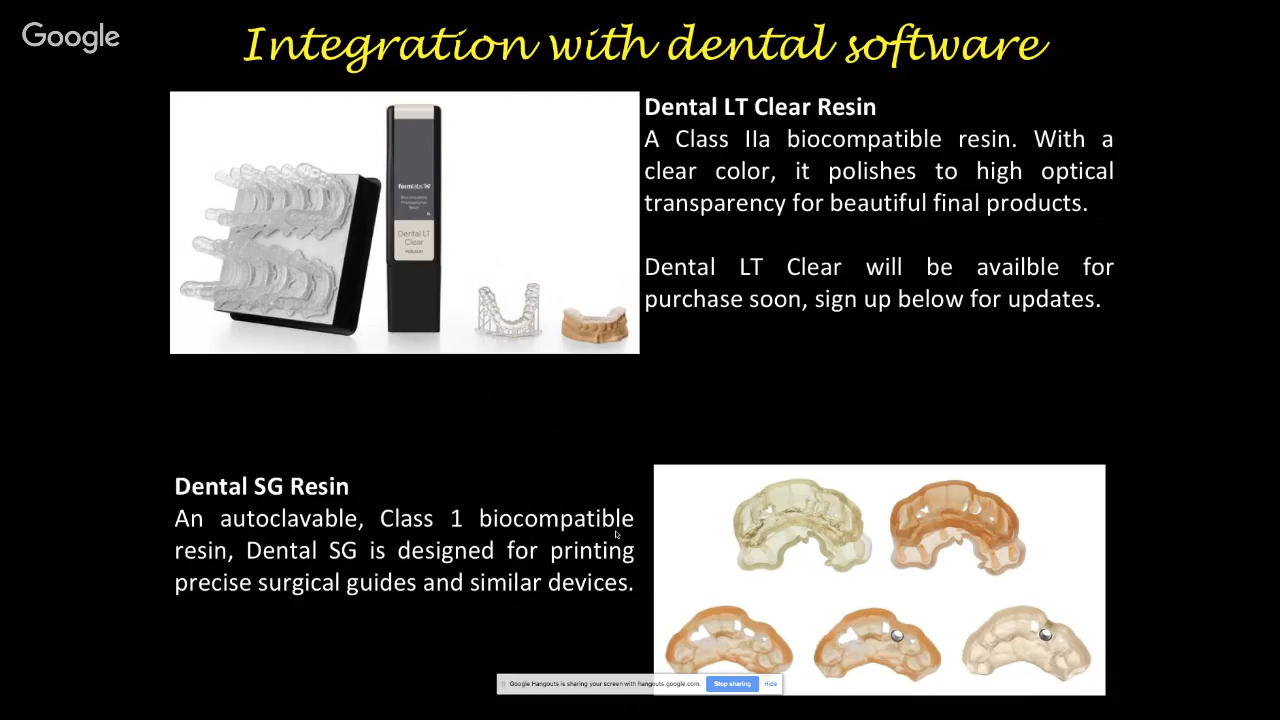 Google
Integration with dental software
Dental LT Clear Resin
A Class IIa biocompatible resin. With a
clear color, it polishes to high optical
transparency for beautiful final products.
Dental LT Clear will be availble for
purchase soon, sign up below for updates.
formlabs
Dental LT
Clear
Dental SG Resin
An autoclavable, Class 1 biocompatible
resin, Dental SG is designed for printing
precise surgical guides and similar devices.
Google Hangouts is sharing your screen with hangouts.google.com. Stop sharing Hide